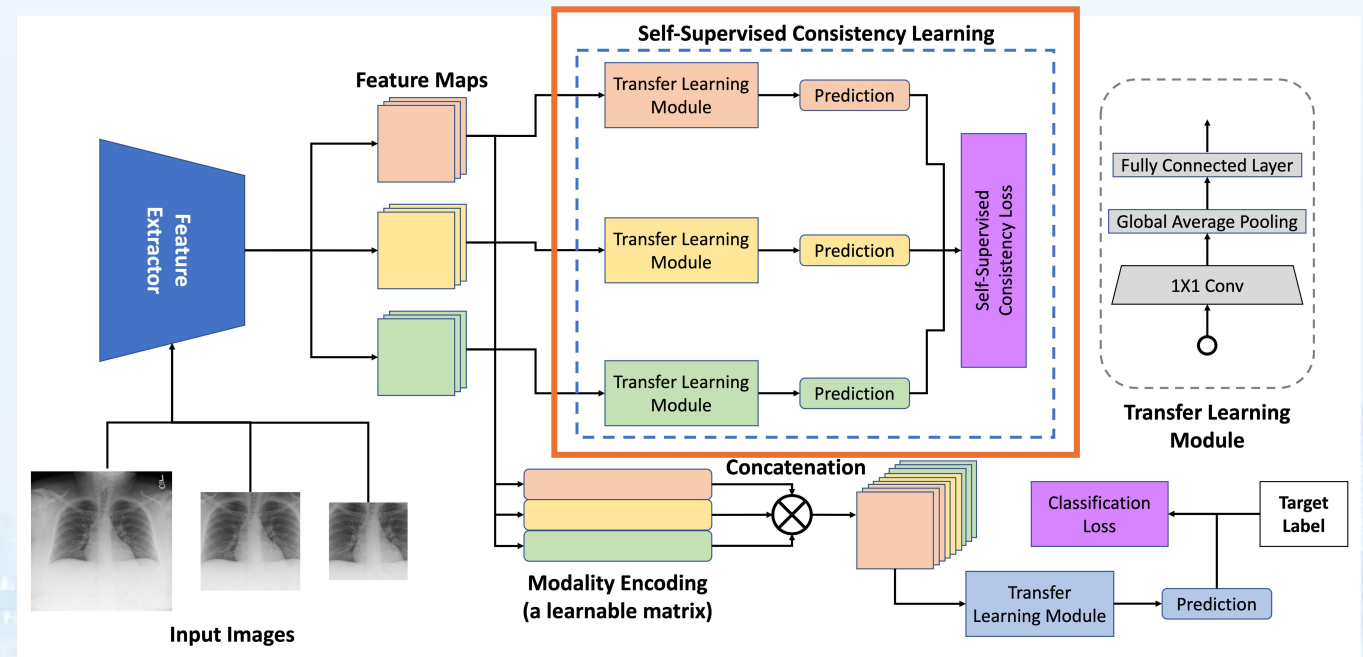 Self-Supervised Consistency Learning
Feature Maps
Transfer Learning
Module
Prediction
Feature
Extractor
Transfer Learning
Module
Prediction
Transfer Learning
Module
Prediction
Self-Supervised
Consistency Loss
Fully Connected Layer
Global Average Pooling
1X1 Conv
Transfer Learning
Module
Input Images
Modality Encoding
(a learnable matrix)
Concatenation
Transfer
Learning Module
Prediction
Classification
Loss
Target
Label